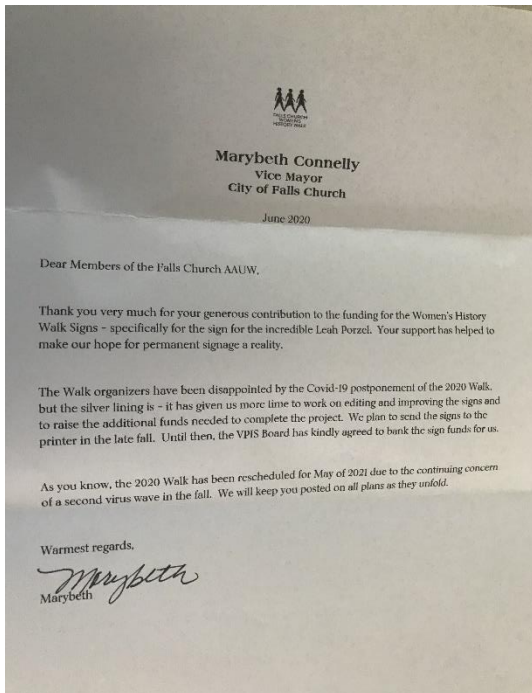 FALLS CHURCH
WOMEN'S
HISTORY WALK
Marybeth Connelly
Vice Mayor
City of Falls Church
June 2020
Dear Members of the Falls Church AAUW,
Thank you very much for your generous contribution to the funding for the Women's History
Walk Signs – specifically for the sign for the incredible Leah Porzel. Your support has helped to
make our hope for permanent signage a reality.
The Walk organizers have been disappointed by the Covid-19 postponement of the 2020 Walk,
but the silver lining is – it has given us more time to work on editing and improving the signs and
to raise the additional funds needed to complete the project. We plan to send the signs to the
printer in the late fall. Until then, the VPIS Board has kindly agreed to bank the sign funds for us.
As you know, the 2020 Walk has been rescheduled for May of 2021 due to the continuing concern
of a second virus wave in the fall. We will keep you posted on all plans as they unfold.
Warmest regards,
Marybeth
Marybeth